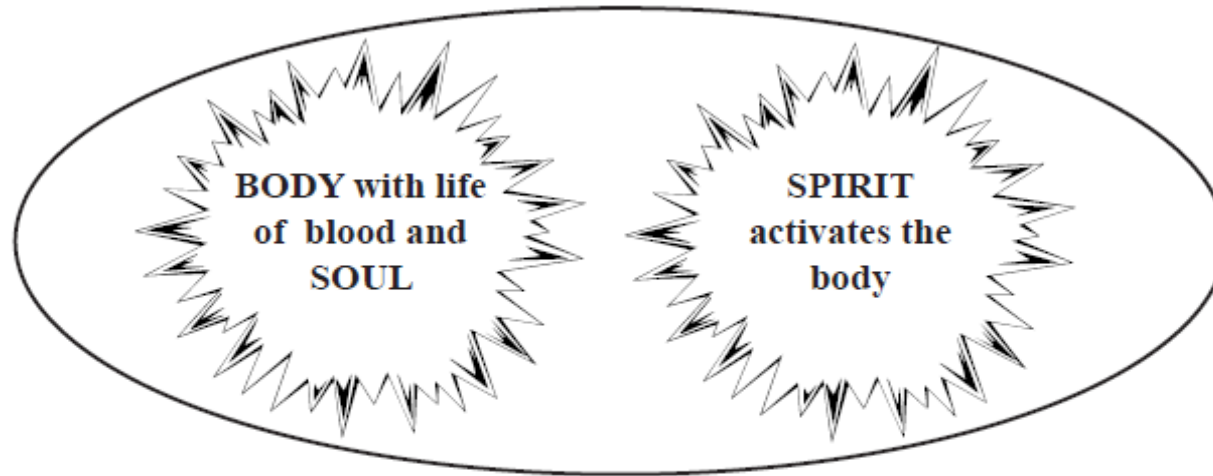 BODY with life
of blood and
SOUL
SPIRIT
activates the
body